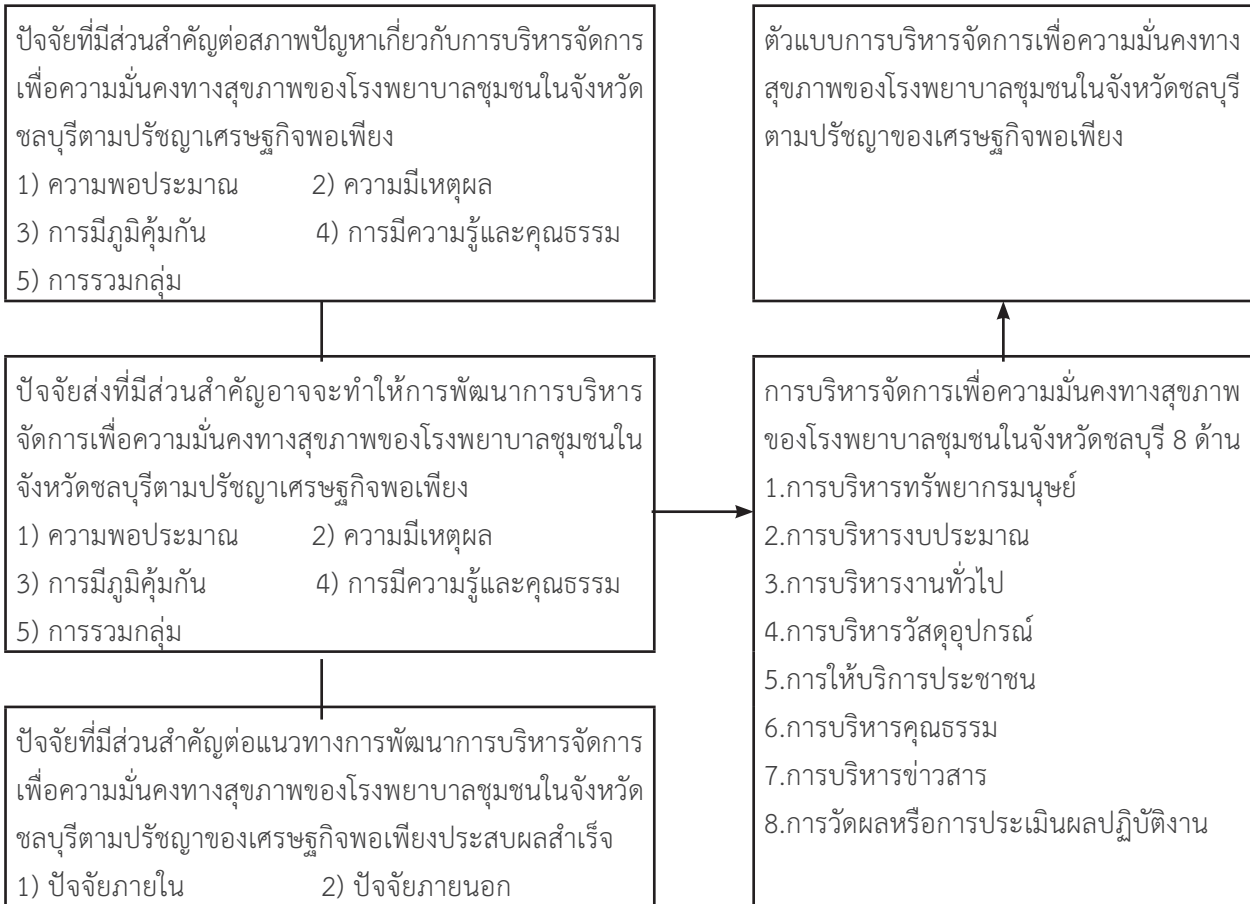 ปัจจัยที่มีส่วนสำคัญต่อสภาพปัญหาเกี่ยวกับการบริหารจัดการ
เพื่อความมั่นคงทางสุขภาพของโรงพยาบาลชุมชนในจังหวัด
ชลบุรีตามปรัชญาเศรษฐกิจพอเพียง
1) ความพอประมาณ 2) ความมีเหตุผล
3) การมีภูมิคุ้มกัน 4) การมีความรู้และคุณธรรม
5) การรวมกลุ่ม
ปัจจัยส่งที่มีส่วนสำคัญอาจจะทำให้การพัฒนาการบริหาร
จัดการเพื่อความมั่นคงทางสุขภาพของโรงพยาบาลชุมชนใน
จังหวัดชลบุรีตามปรัชญาเศรษฐกิจพอเพียง
1) ความพอประมาณ 2) ความมีเหตุผล
3) การมีภูมิคุ้มกัน 4) การมีความรู้และคุณธรรม
5) การรวมกลุ่ม
ปัจจัยที่มีส่วนสำคัญต่อแนวทางการพัฒนาการบริหารจัดการ
เพื่อความมั่นคงทางสุขภาพของโรงพยาบาลชุมชนในจังหวัด
ชลบุรีตามปรัชญาของเศรษฐกิจพอเพียงประสบผลสำเร็จ
1) ปัจจัยภายใน 2) ปัจจัยภายนอก
ตัวแบบการบริหารจัดการเพื่อความมั่นคงทาง
สุขภาพของโรงพยาบาลชุมชนในจังหวัดชลบุรี
ตามปรัชญาของเศรษฐกิจพอเพียง
การบริหารจัดการเพื่อความมั่นคงทางสุขภาพ
ของโรงพยาบาลชุมชนในจังหวัดชลบุรี 8 ด้าน
1.การบริหารทรัพยากรมนุษย์
2.การบริหารงบประมาณ
3.การบริหารงานทั่วไป
4.การบริหารวัสดุอุปกรณ์
5.การให้บริการประชาชน
6.การบริหารคุณธรรม
7.การบริหารข่าวสาร
8.การวัดผลหรือการประเมินผลปฏิบัติงาน